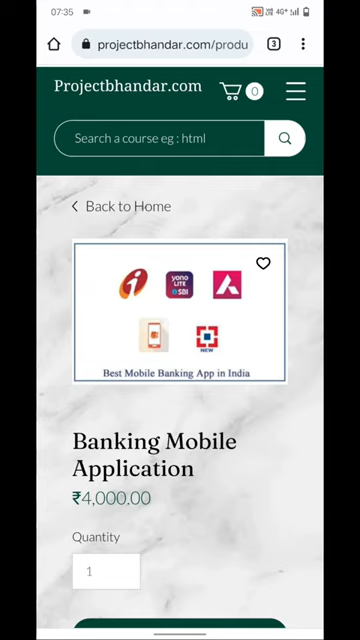 07:35
4G+
projectbhandar.com/produ
3
Projectbhandar.com
0
Search a course eg : html
Back to Home
yono
LITE
SBI
NEW
Best Mobile Banking App in India
Banking Mobile
Application
₹4,000.00
Quantity
1